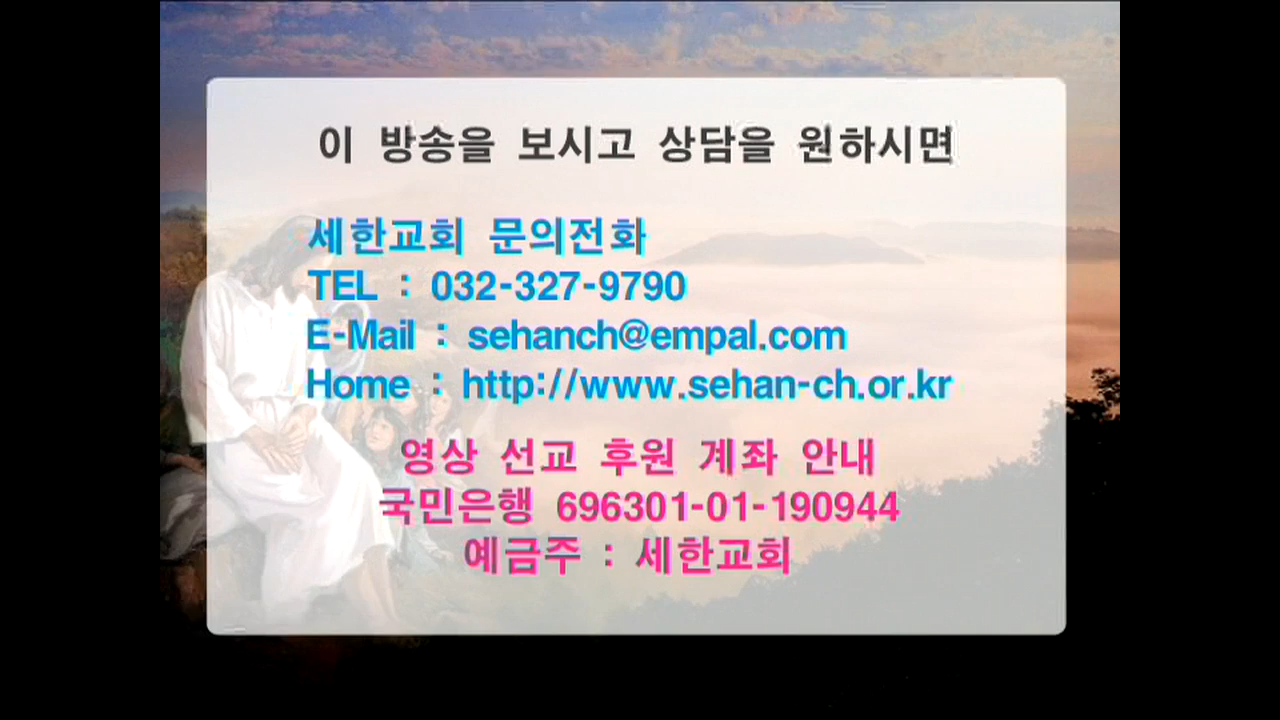 이 방송을 보시고 상담을 원하시면
세한교회 문의전화
TEL : 032-327-9790
E-Mail : sehanch@empal.com
Home : http://www.sehan-ch.or.kr
영상 선교 후원 계좌 안내
국민은행 696301-01-190944
예금주 : 세한교회